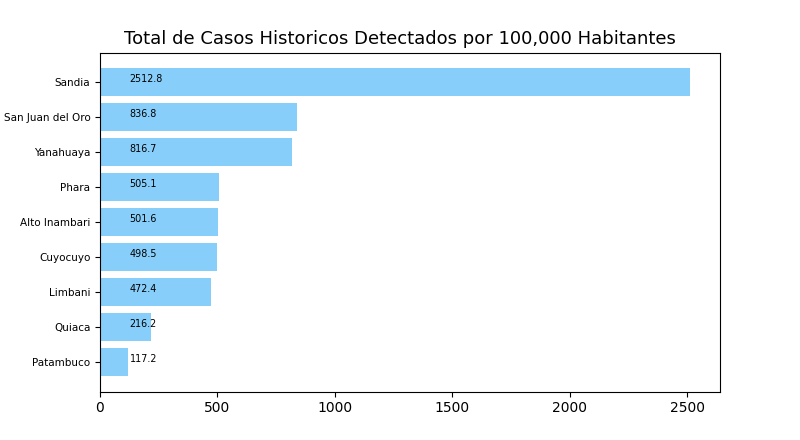 Total de Casos Historicos Detectados por 100,000 Habitantes
Sandia 2512.8
San Juan del Oro 836.8
Yanahuaya 816.7
Phara 505.1
Alto Inambari 501.6
Cuyocuyo 498.5
Limbani 472.4
Quiaca 216.2
Patambuco 117.2
0 500 1000 1500 2000 2500